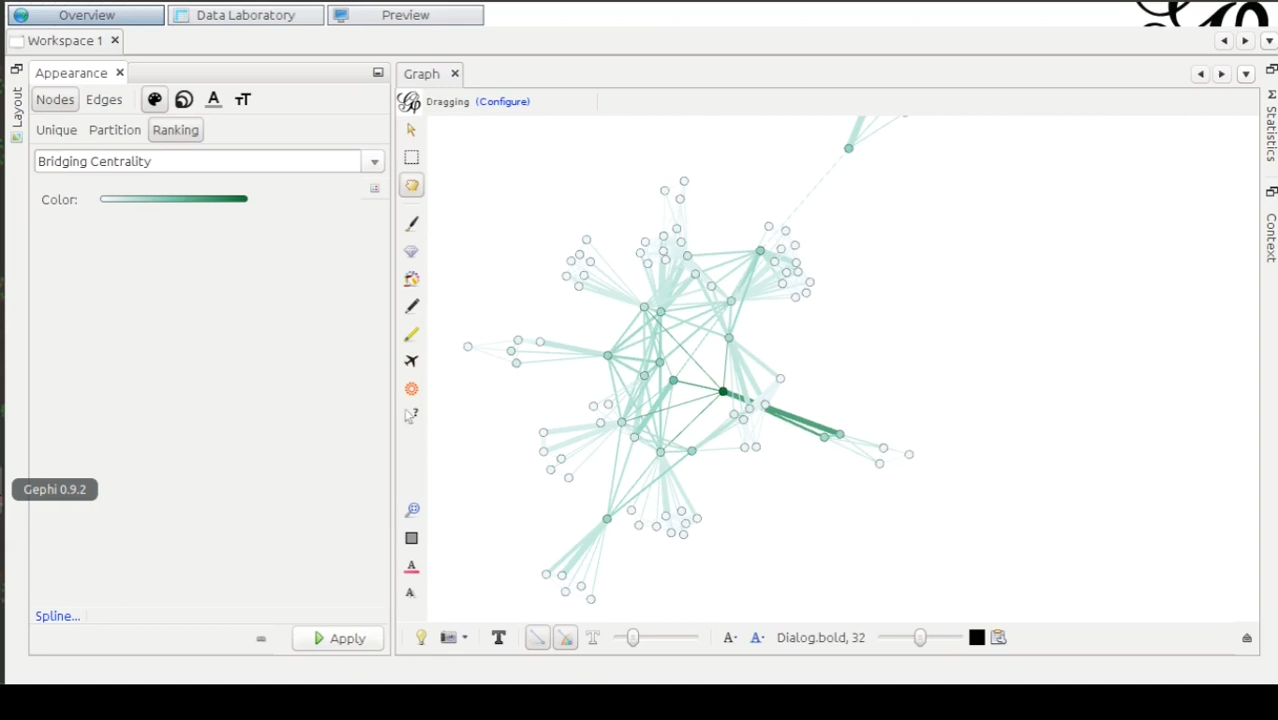 Overview Data Laboratory Preview
Workspace 1
Layout
Appearance
Graph
Nodes Edges
Dragging (Configure)
Unique Partition Ranking
Bridging Centrality
Color:
Statistics
Context
Gephi 0.9.2
Spline...
Apply
Dialog.bold, 32